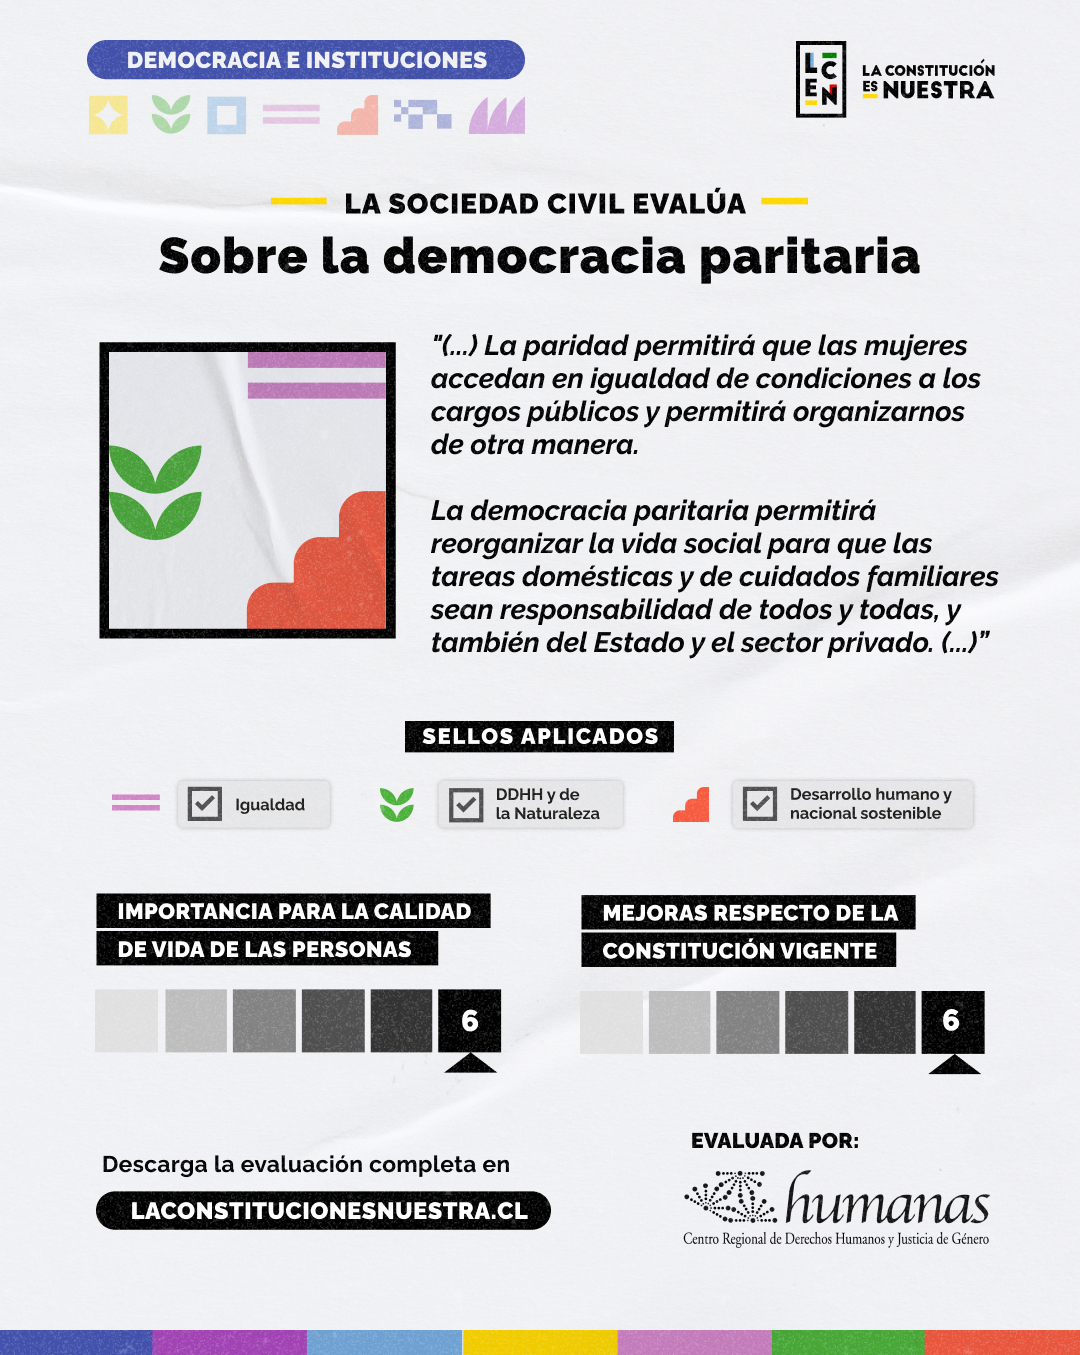 DEMOCRACIA E INSTITUCIONES
LC
EN
LA CONSTITUCIÓN
ES NUESTRA
LA SOCIEDAD CIVIL EVALÚA
Sobre la democracia paritaria
"(...) La paridad permitirá que las mujeres
accedan en igualdad de condiciones a los
cargos públicos y permitirá organizarnos
de otra manera.
La democracia paritaria permitirá
reorganizar la vida social para que las
tareas domésticas y de cuidados familiares
sean responsabilidad de todos y todas, y
también del Estado y el sector privado. (...)”
SELLOS APLICADOS
Igualdad
DDHH y de
la Naturaleza
Desarrollo humano y
nacional sostenible
IMPORTANCIA PARA LA CALIDAD
DE VIDA DE LAS PERSONAS
6
MEJORAS RESPECTO DE LA
CONSTITUCIÓN VIGENTE
6
Descarga la evaluación completa en
LACONSTITUCIONESNUESTRA.CL
EVALUADA POR:
humanas
Centro Regional de Derechos Humanos y Justicia de Género